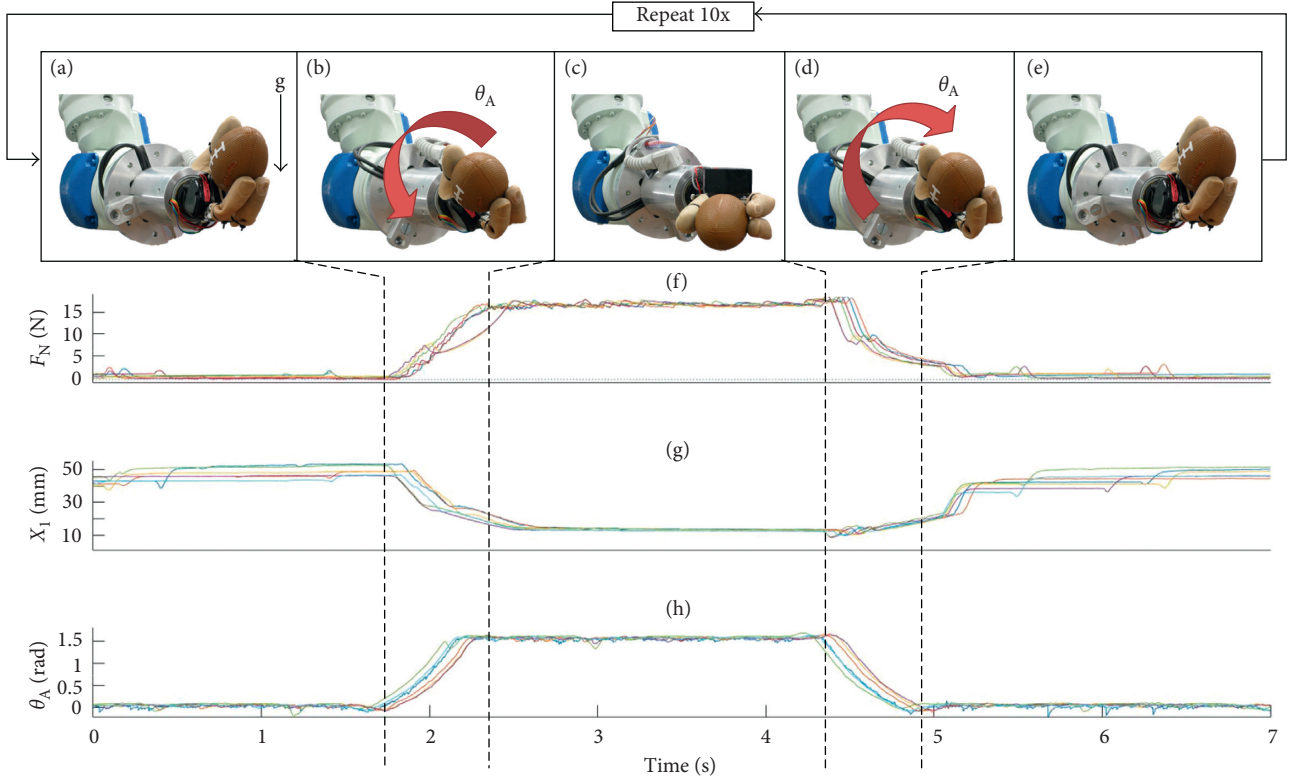 Repeat 10x
(a)
(b)
(c)
(d)
(e)
g
θA
θA
(f)
FN (N)
15
10
5
0
(g)
X1 (mm)
50
30
10
(h)
θA (rad)
1.5
1
0.5
0
0 1 2 3 4 5 6 7
Time (s)